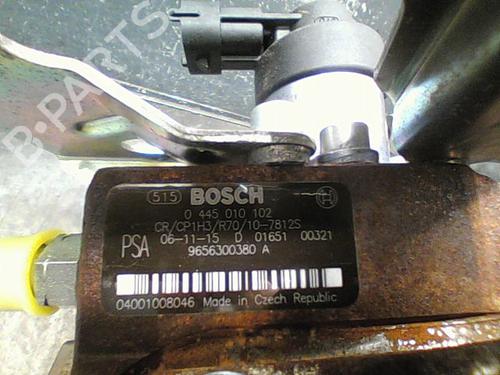 B-PARTS
515 BOSCH
0 445 010 102
CR/CP1H3/R70/10-7812S
PSA 06-11-15 D 01651 00321
9656300380 A
04001008046 Made in Czech Republic